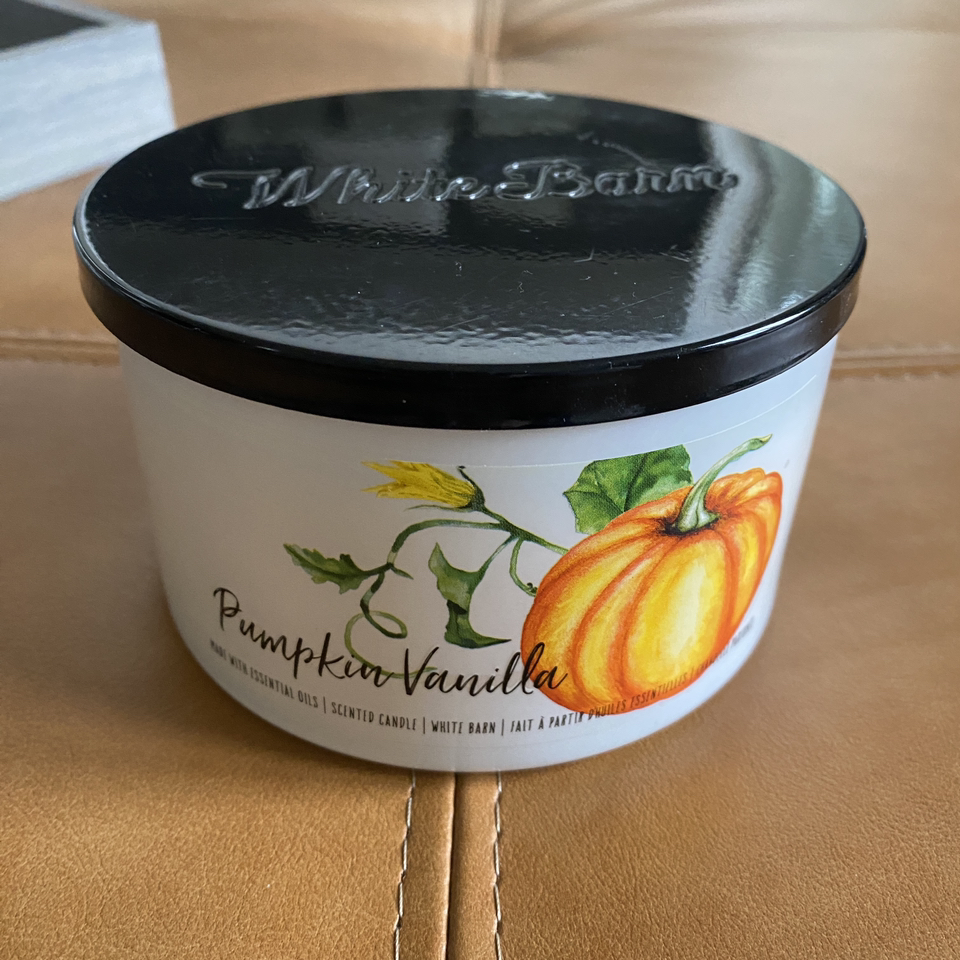 White Barn
Pumpkin Vanilla
MADE WITH ESSENTIAL OILS | SCENTED CANDLE | WHITE BARN | FAIT À PARTIR D'HUILES ESSENTIELLES